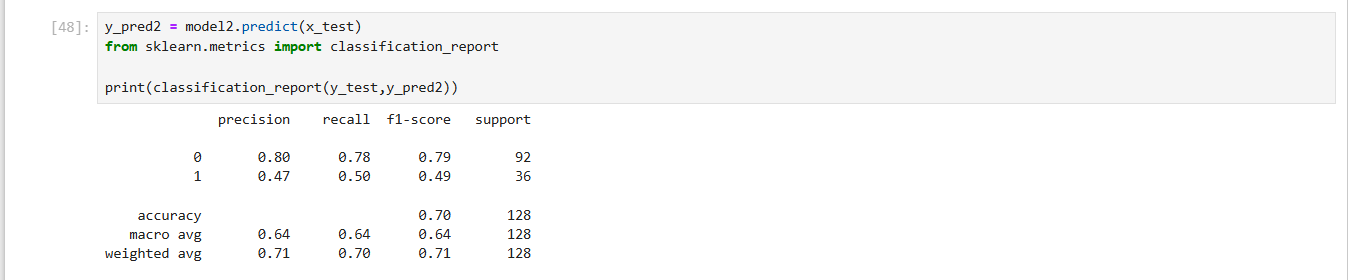 [48]: y_pred2 = model2.predict(x_test)
from sklearn.metrics import classification_report
print(classification_report(y_test,y_pred2))
precision recall f1-score support
0 0.80 0.78 0.79 92
1 0.47 0.50 0.49 36
accuracy 0.70 128
macro avg 0.64 0.64 0.64 128
weighted avg 0.71 0.70 0.71 128